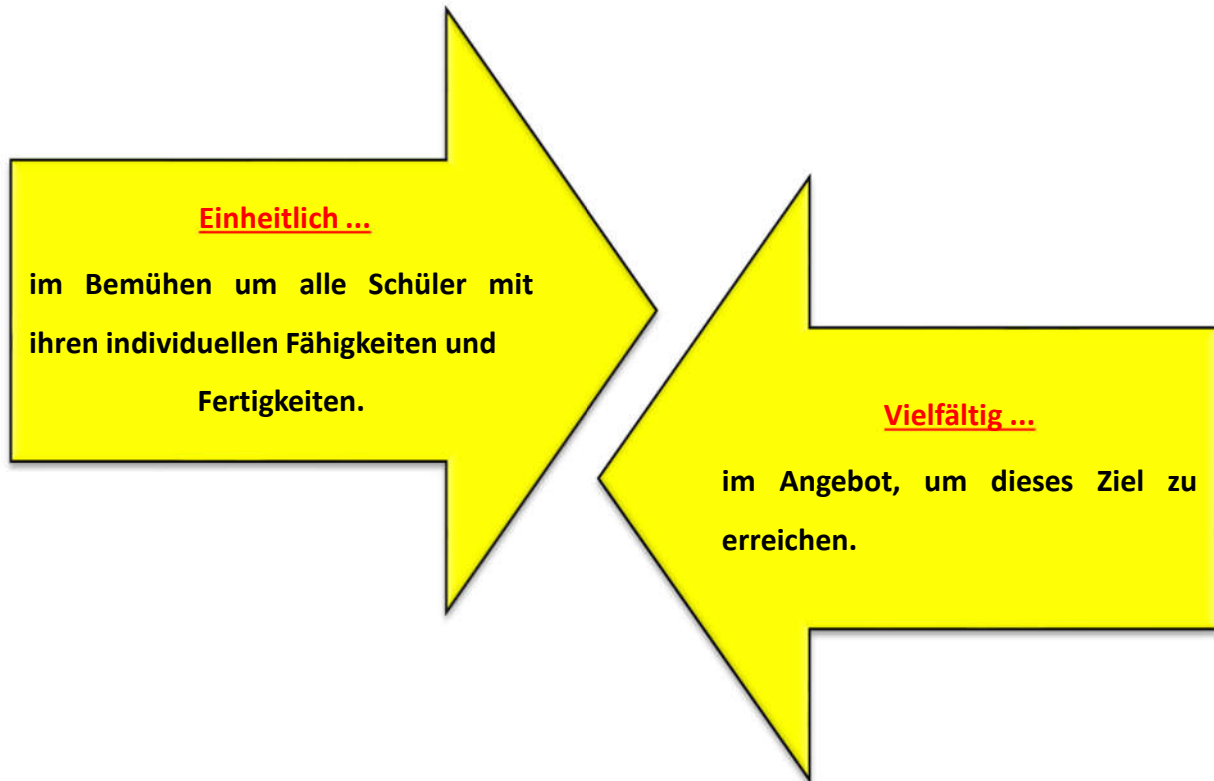 Einheitlich ...
im Bemühen um alle Schüler mit
ihren individuellen Fähigkeiten und
Fertigkeiten.
Vielfältig ...
im Angebot, um dieses Ziel zu
erreichen.